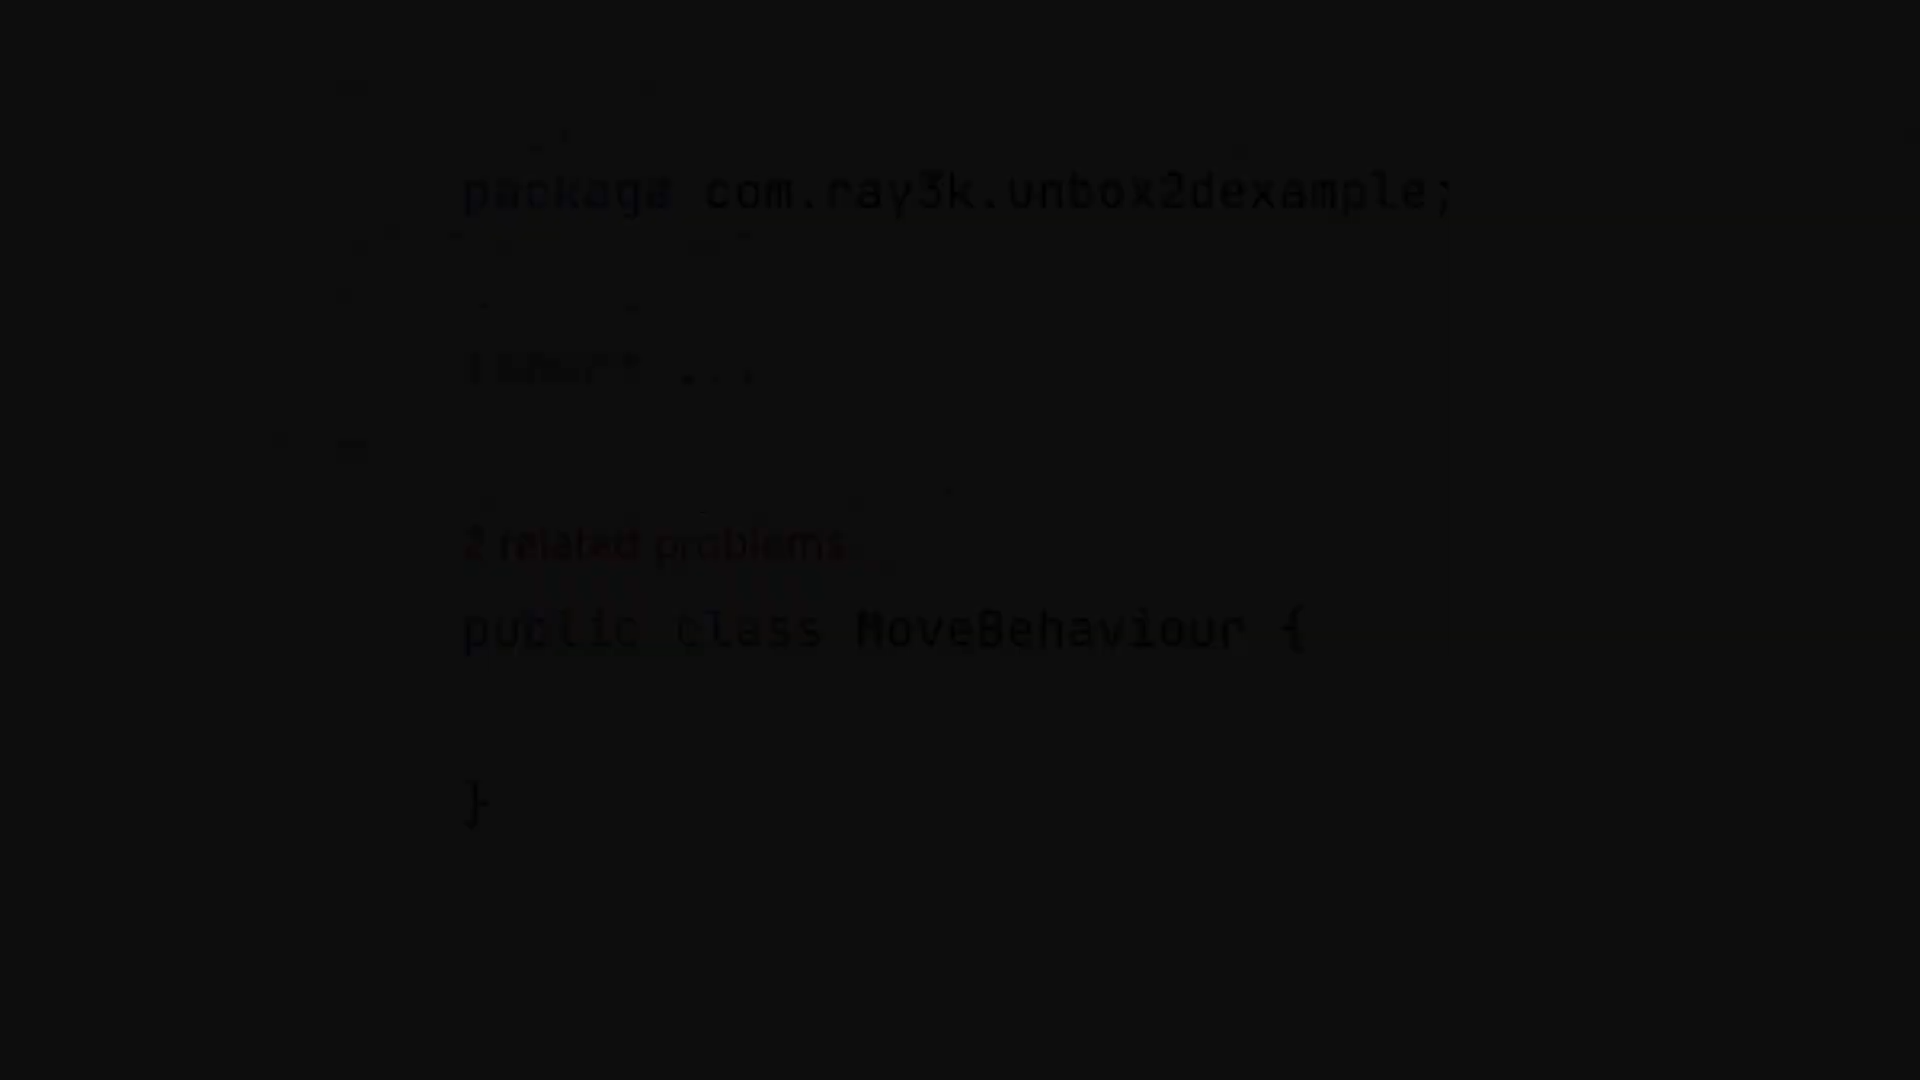 package com.ray3k.unbox2dexample;
import ...
2 related problems
public class MoveBehaviour {
}